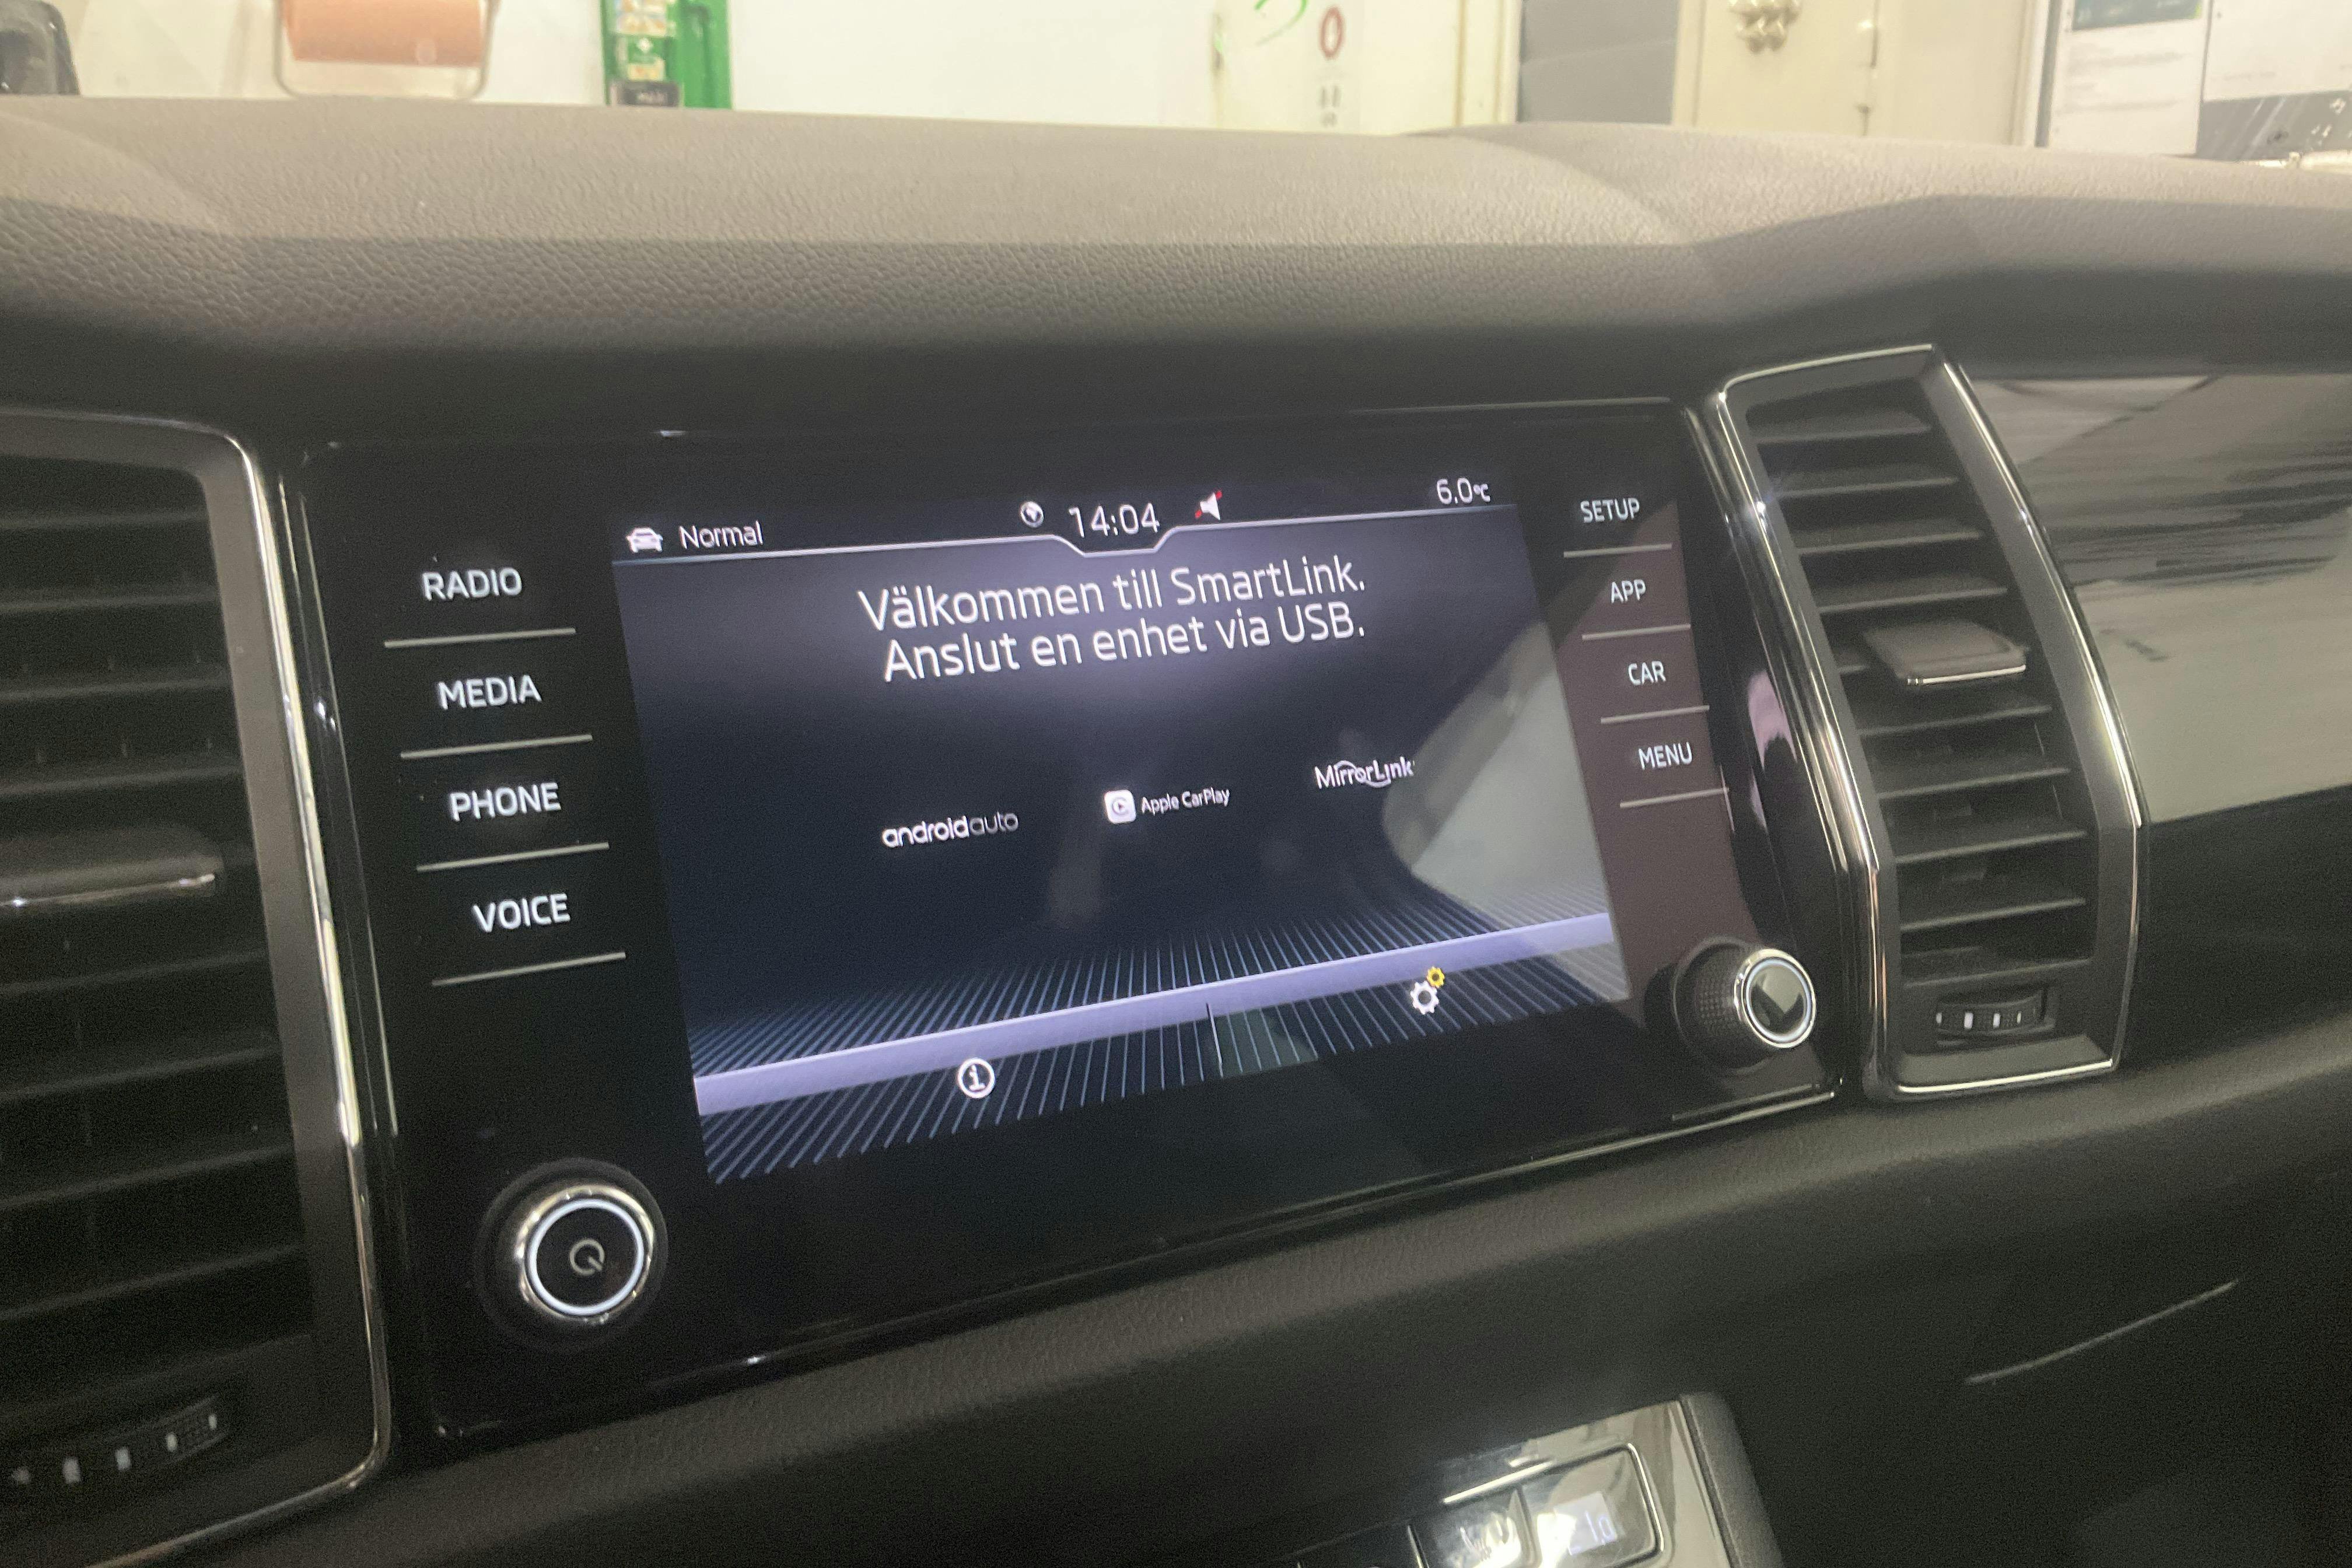 Normal
14:04
6,0°C
Välkommen till SmartLink.
Anslut en enhet via USB.
androidauto
Apple CarPlay
MirrorLink
RADIO
MEDIA
PHONE
VOICE
SETUP
APP
CAR
MENU